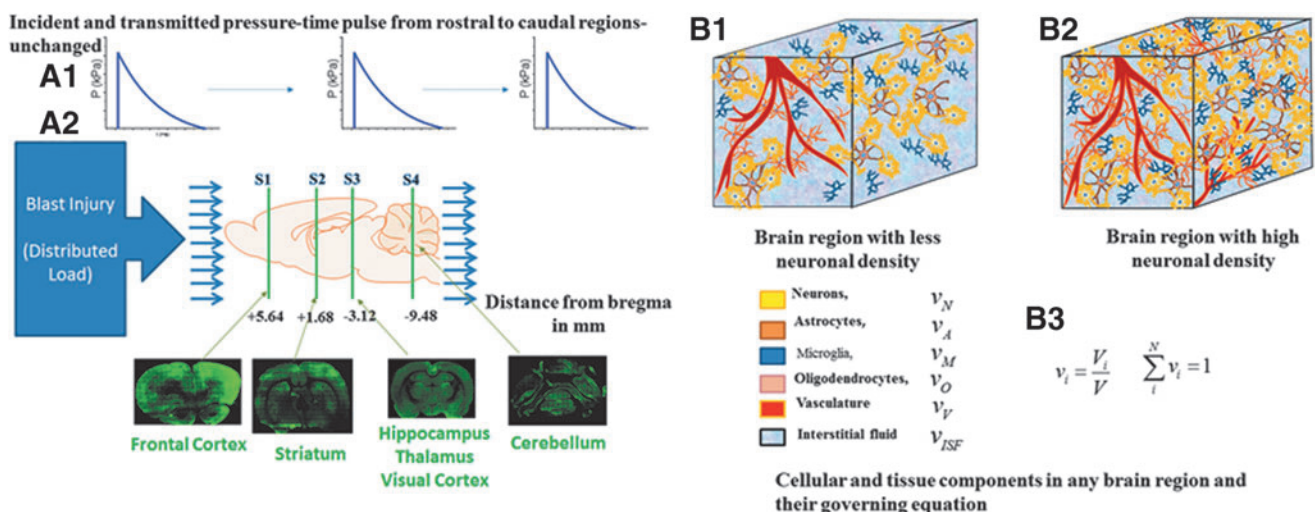 Incident and transmitted pressure-time pulse from rostral to caudal regions-
unchanged
A1
P (kPa)
P (kPa)
P (kPa)
A2
Blast Injury
(Distributed
Load)
S1
S2
S3
S4
Distance from bregma
in mm
+5.64
+1.68
-3.12
-9.48
Frontal Cortex
Striatum
Hippocampus
Thalamus
Visual Cortex
Cerebellum
B1
B2
Brain region with less
neuronal density
Brain region with high
neuronal density
Neurons, v_N
Astrocytes, v_A
Microglia, v_M
Oligodendrocytes, v_O
Vasculature v_V
Interstitial fluid v_ISF
B3
v_i = V_i / V
∑_i^N v_i = 1
Cellular and tissue components in any brain region and
their governing equation